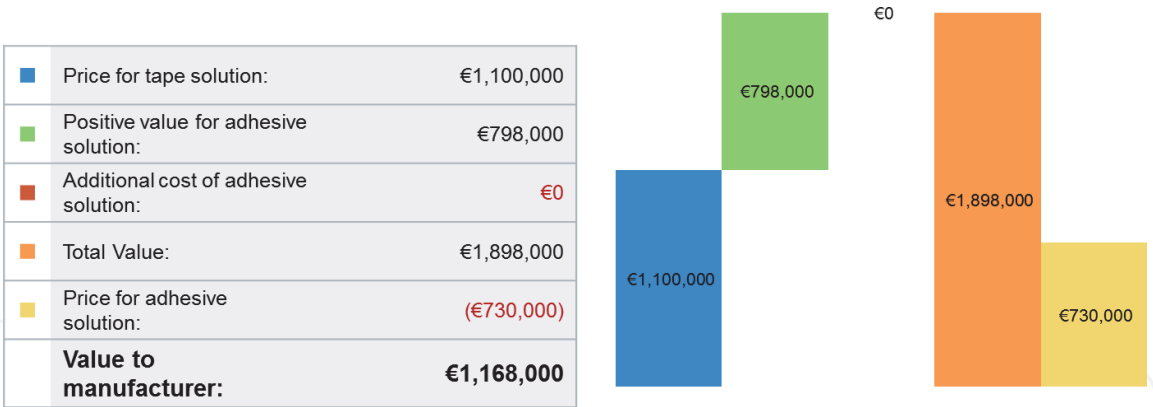 Price for tape solution: €1,100,000
Positive value for adhesive
solution: €798,000
Additional cost of adhesive
solution: €0
Total Value: €1,898,000
Price for adhesive
solution: (€730,000)
Value to
manufacturer: €1,168,000
€0
€798,000
€1,898,000
€1,100,000
€730,000